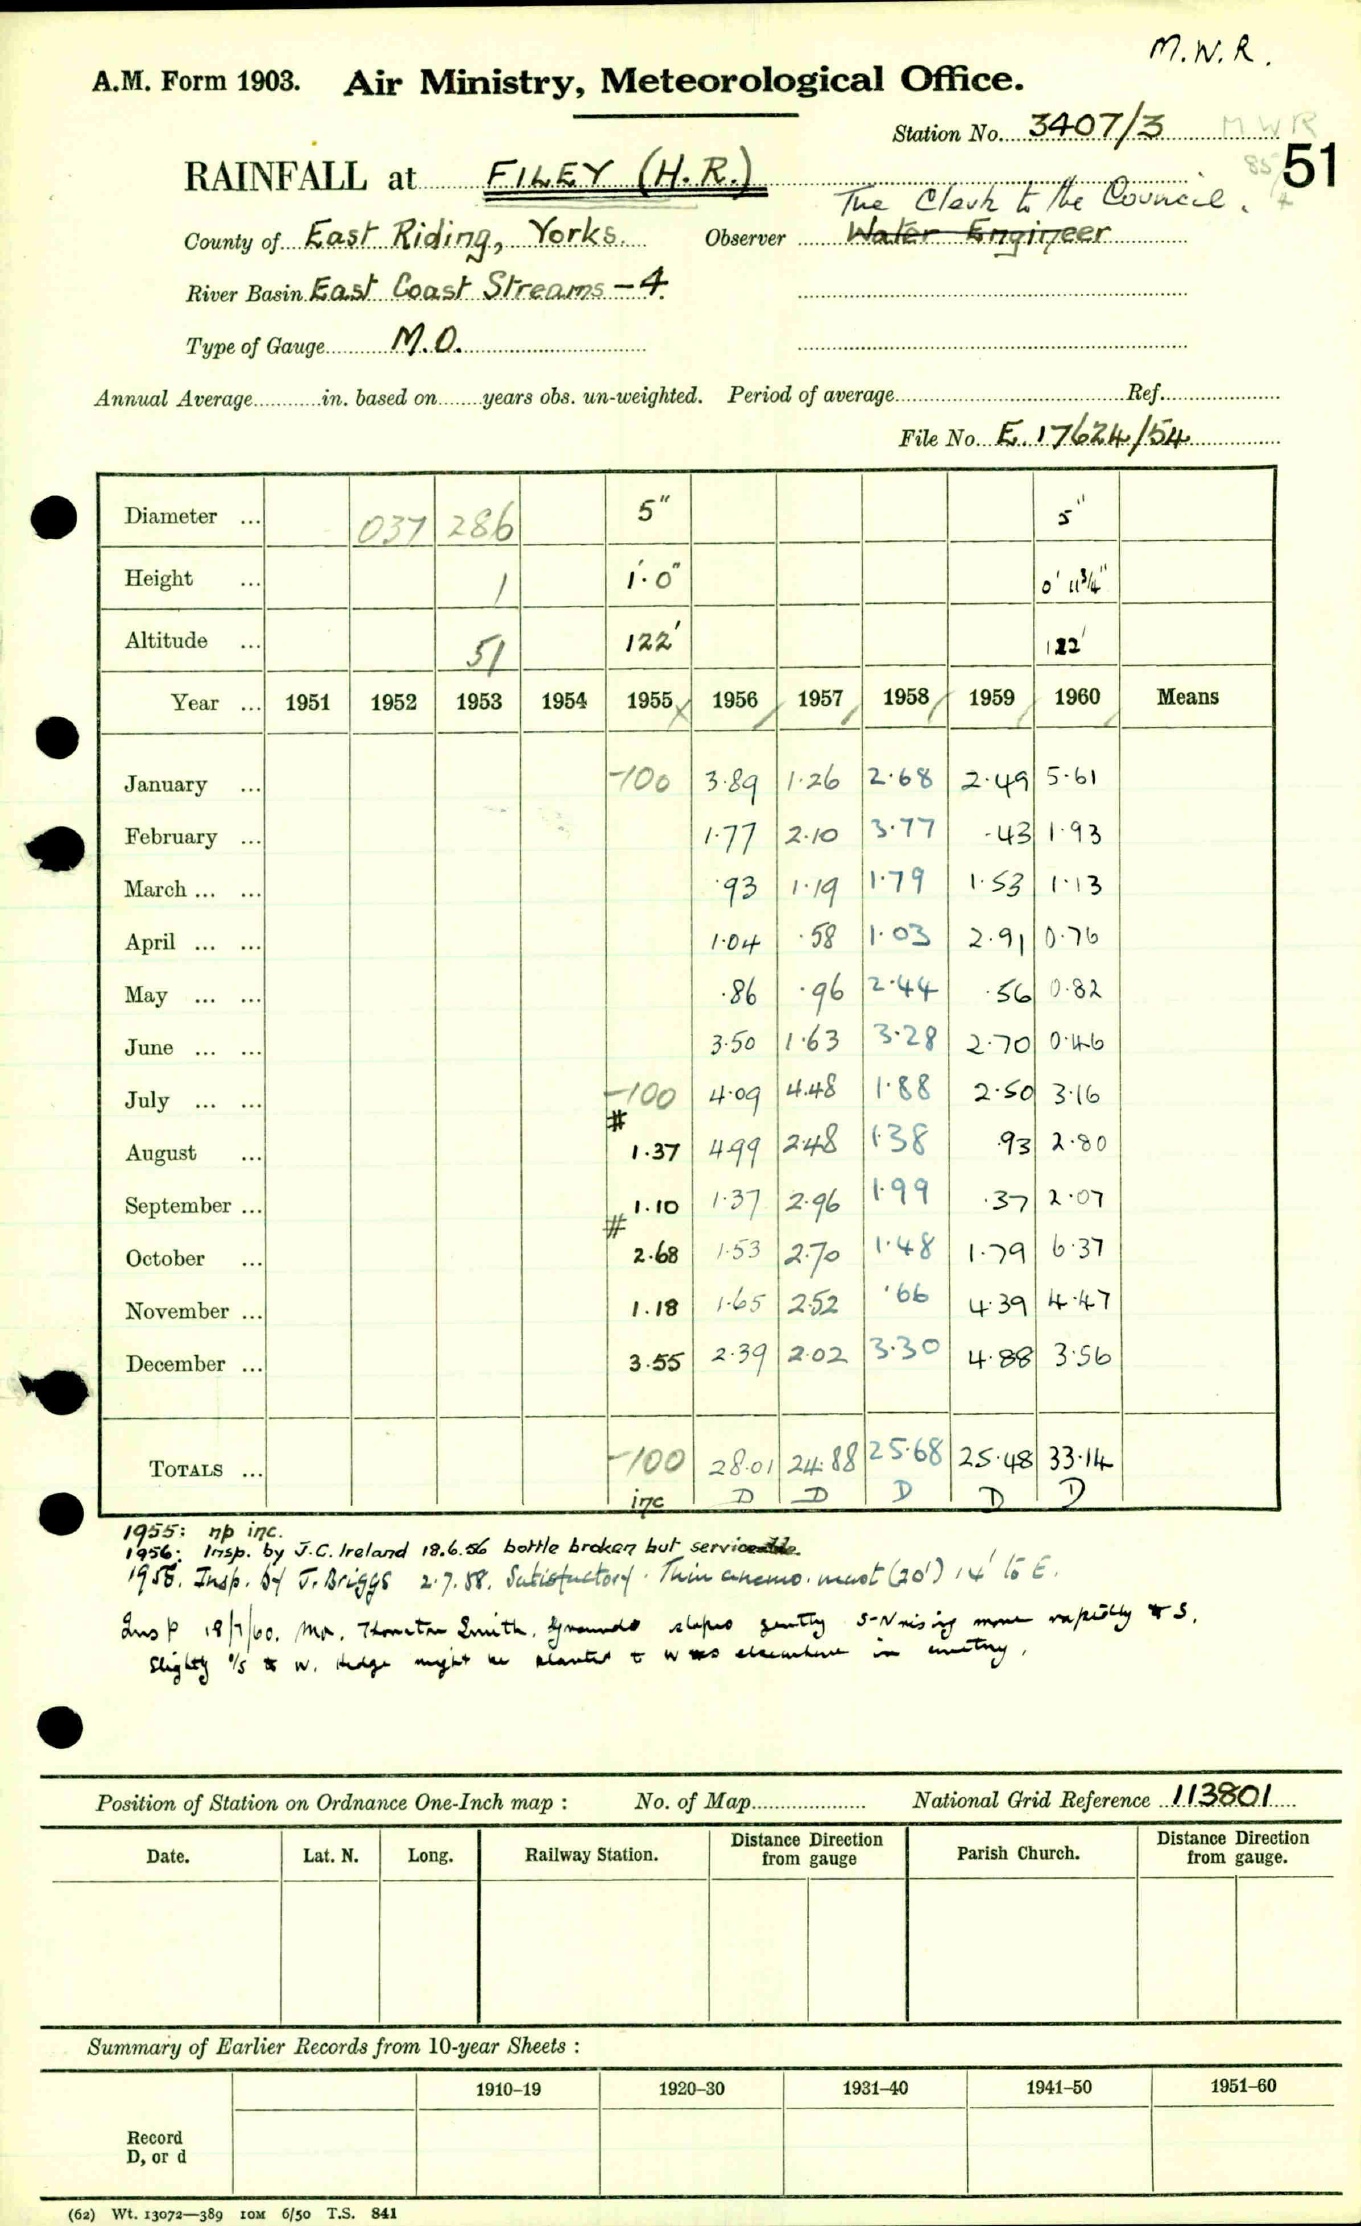 M.W.R.
A.M. Form 1903. Air Ministry, Meteorological Office.
Station No. 3407/3 MWR
RAINFALL at FILEY (H.R.) 51
The Clerk to the Council.
County of East Riding, Yorks. Observer Water Engineer
River Basin East Coast Streams - 4
Type of Gauge M.O.
Annual Average in. based on years obs. un-weighted. Period of average Ref.
File No. E. 17624/54
Diameter ... 037 286 5" 5"
Height ... 1 1'. 0" 0' 11¾"
Altitude ... 51 122' 122'
Year ... 1951 1952 1953 1954 1955 1956 1957 1958 1959 1960 Means
January ... -100 3.89 1.26 2.68 2.49 5.61
February ... 1.77 2.10 3.77 .43 1.93
March ... ... .93 1.19 1.79 1.53 1.13
April ... ... 1.04 .58 1.03 2.91 0.76
May ... ... .86 .96 2.44 .56 0.82
June ... ... 3.50 1.63 3.28 2.70 0.46
July ... ... -100 4.09 4.48 1.88 2.50 3.16
August ... # 1.37 4.99 2.48 1.38 .93 2.80
September ... 1.10 1.37 2.96 1.99 .37 2.07
October ... # 2.68 1.53 2.70 1.48 1.79 6.37
November ... 1.18 1.65 2.52 .66 4.39 4.47
December ... 3.55 2.39 2.02 3.30 4.88 3.56
TOTALS ... -100 28.01 24.88 25.68 25.48 33.14
inc D D D D D
1955: np inc.
1956: Insp. by J.C. Ireland 18.6.56 bottle broken but serviceable.
1958. Insp. by J. Briggs 2.7.58. Satisfactory. Thin anemo. mast (20') 14' to E.
Insp 18/7/60. Mr. Thornton Smith. Ground slopes gently S-N rising more rapidly to S.
Slightly o/s to W. Hedge might be planted to W elsewhere in
Position of Station on Ordnance One-Inch map : No. of Map National Grid Reference 113801
Date. Lat. N. Long. Railway Station. Distance Direction from gauge Parish Church. Distance Direction from gauge.
Summary of Earlier Records from 10-year Sheets :
1910–19 1920–30 1931–40 1941–50 1951–60
Record
D, or d
(62) Wt. 13072—389 10M 6/50 T.S. 841